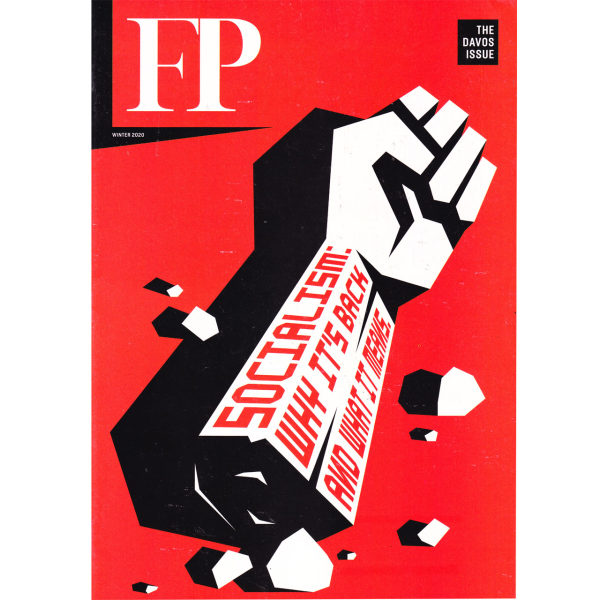 FP
THE
DAVOS
ISSUE
WINTER 2020
SOCIALISM:
WHY IT'S BACK
AND WHAT IT MEANS.